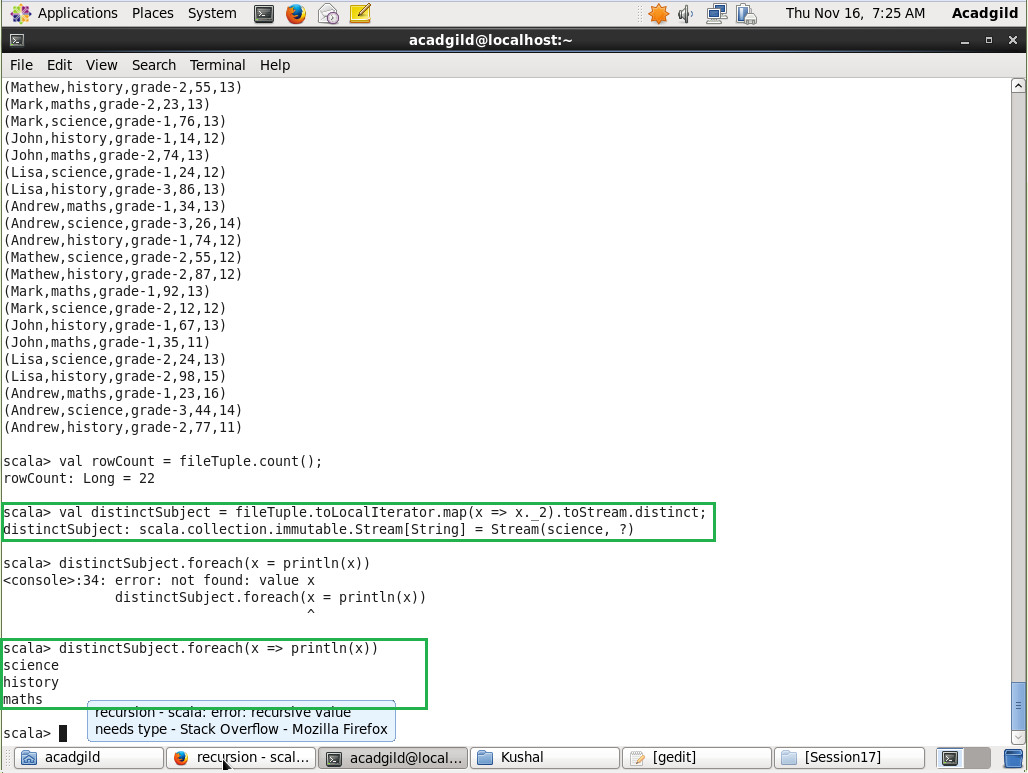 Applications Places System Thu Nov 16, 7:25 AM Acadgild
acadgild@localhost:~
File Edit View Search Terminal Help
(Mathew,history,grade-2,55,13)
(Mark,maths,grade-2,23,13)
(Mark,science,grade-1,76,13)
(John,history,grade-1,14,12)
(John,maths,grade-2,74,13)
(Lisa,science,grade-1,24,12)
(Lisa,history,grade-3,86,13)
(Andrew,maths,grade-1,34,13)
(Andrew,science,grade-3,26,14)
(Andrew,history,grade-1,74,12)
(Mathew,science,grade-2,55,12)
(Mathew,history,grade-2,87,12)
(Mark,maths,grade-1,92,13)
(Mark,science,grade-2,12,12)
(John,history,grade-1,67,13)
(John,maths,grade-1,35,11)
(Lisa,science,grade-2,24,13)
(Lisa,history,grade-2,98,15)
(Andrew,maths,grade-1,23,16)
(Andrew,science,grade-3,44,14)
(Andrew,history,grade-2,77,11)
scala> val rowCount = fileTuple.count();
rowCount: Long = 22
scala> val distinctSubject = fileTuple.toLocalIterator.map(x => x._2).toStream.distinct;
distinctSubject: scala.collection.immutable.Stream[String] = Stream(science, ?)
scala> distinctSubject.foreach(x = println(x))
<console>:34: error: not found: value x
distinctSubject.foreach(x = println(x))
^
scala> distinctSubject.foreach(x => println(x))
science
history
maths
recursion - scala: error: recursive value
needs type - Stack Overflow - Mozilla Firefox
scala>
acadgild recursion - scal... acadgild@local... Kushal [gedit] [Session17]